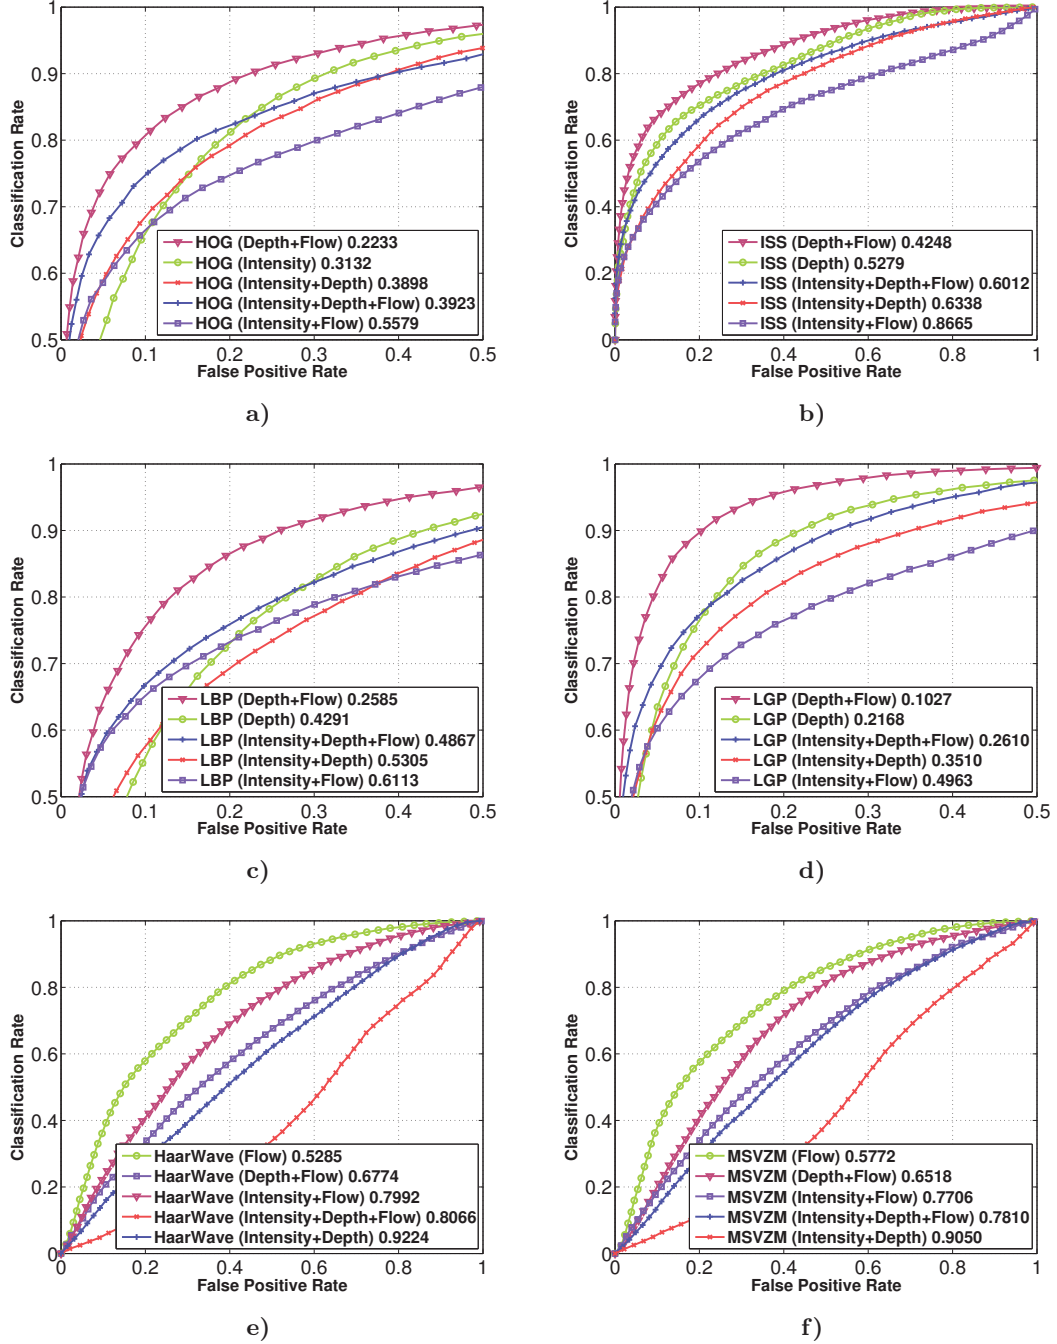 1
0.9
0.8
0.7
0.6
0.5
Classification Rate
HOG (Depth+Flow) 0.2233
HOG (Intensity) 0.3132
HOG (Intensity+Depth) 0.3898
HOG (Intensity+Depth+Flow) 0.3923
HOG (Intensity+Flow) 0.5579
0 0.1 0.2 0.3 0.4 0.5
False Positive Rate
a)
1
0.8
0.6
0.4
0.2
0
Classification Rate
ISS (Depth+Flow) 0.4248
ISS (Depth) 0.5279
ISS (Intensity+Depth+Flow) 0.6012
ISS (Intensity+Depth) 0.6338
ISS (Intensity+Flow) 0.8665
0 0.2 0.4 0.6 0.8 1
False Positive Rate
b)
1
0.9
0.8
0.7
0.6
0.5
Classification Rate
LBP (Depth+Flow) 0.2585
LBP (Depth) 0.4291
LBP (Intensity+Depth+Flow) 0.4867
LBP (Intensity+Depth) 0.5305
LBP (Intensity+Flow) 0.6113
0 0.1 0.2 0.3 0.4 0.5
False Positive Rate
c)
1
0.9
0.8
0.7
0.6
0.5
Classification Rate
LGP (Depth+Flow) 0.1027
LGP (Depth) 0.2168
LGP (Intensity+Depth+Flow) 0.2610
LGP (Intensity+Depth) 0.3510
LGP (Intensity+Flow) 0.4963
0 0.1 0.2 0.3 0.4 0.5
False Positive Rate
d)
1
0.8
0.6
0.4
0.2
0
Classification Rate
HaarWave (Flow) 0.5285
HaarWave (Depth+Flow) 0.6774
HaarWave (Intensity+Flow) 0.7992
HaarWave (Intensity+Depth+Flow) 0.8066
HaarWave (Intensity+Depth) 0.9224
0 0.2 0.4 0.6 0.8 1
False Positive Rate
e)
1
0.8
0.6
0.4
0.2
0
Classification Rate
MSVZM (Flow) 0.5772
MSVZM (Depth+Flow) 0.6518
MSVZM (Intensity+Flow) 0.7706
MSVZM (Intensity+Depth+Flow) 0.7810
MSVZM (Intensity+Depth) 0.9050
0 0.2 0.4 0.6 0.8 1
False Positive Rate
f)